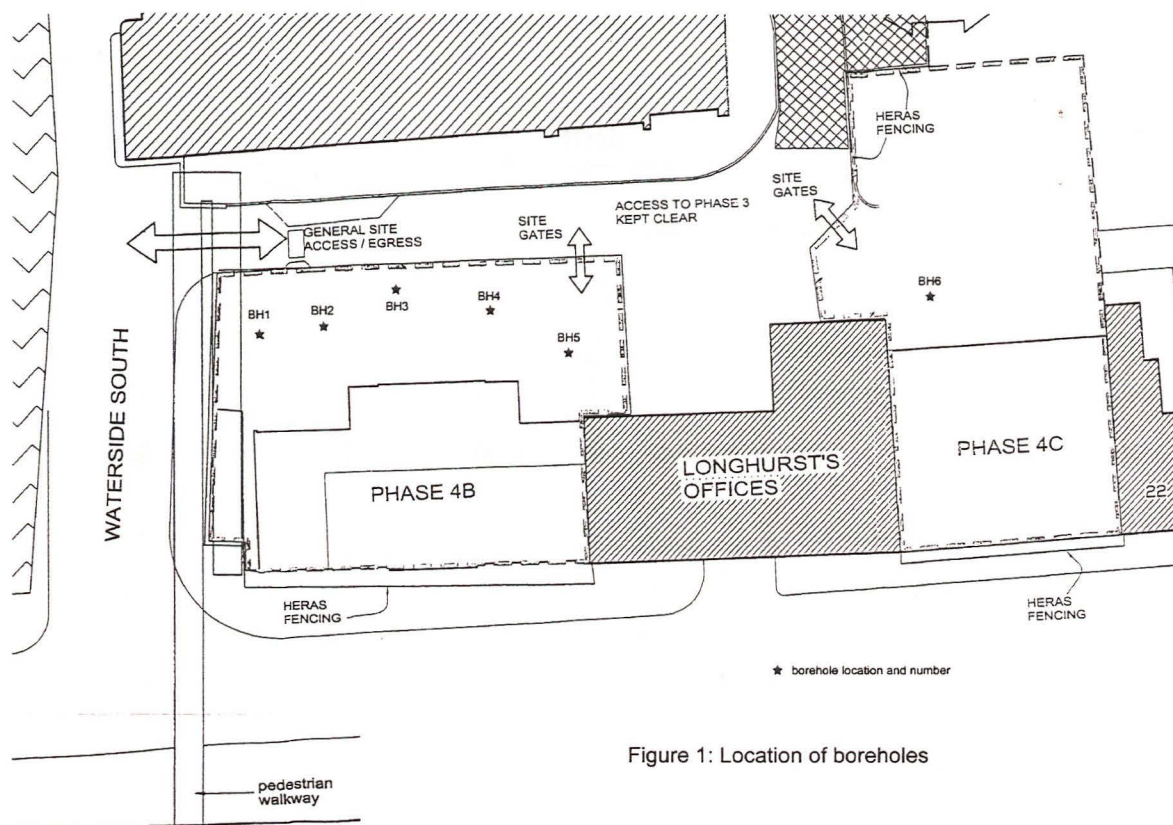 HERAS
FENCING
SITE
GATES
ACCESS TO PHASE 3
KEPT CLEAR
SITE
GATES
GENERAL SITE
ACCESS / EGRESS
BH1
BH2
BH3
BH4
BH5
BH6
WATERSIDE SOUTH
PHASE 4B
LONGHURST'S
OFFICES
PHASE 4C
22
HERAS
FENCING
HERAS
FENCING
★ borehole location and number
Figure 1: Location of boreholes
pedestrian
walkway